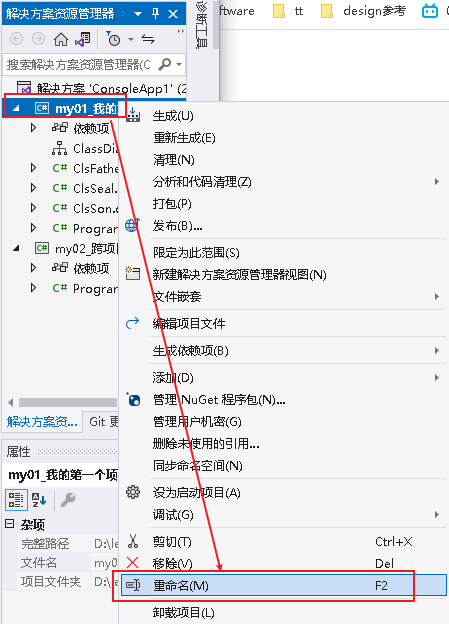 解决方案资源管理器
诊断工具
ftware
tt
design参考
搜索解决方案资源管理器(C
解决方案 'ConsoleApp1' (2
my01_我的
依赖项
ClassDia
ClsFathe
ClsSeal.
ClsSon.c
Program
my02_跨项目
依赖项
Program
生成(U)
重新生成(E)
清理(N)
分析和代码清理(Z)
打包(P)
发布(B)...
限定为此范围(S)
新建解决方案资源管理器视图(N)
文件嵌套
编辑项目文件
生成依赖项(B)
添加(D)
管理 NuGet 程序包(N)...
管理用户机密(G)
删除未使用的引用...
同步命名空间(N)
设为启动项目(A)
调试(G)
剪切(T) Ctrl+X
移除(V) Del
重命名(M) F2
卸载项目(L)
解决方案资... Git 更
属性
my01_我的第一个项
杂项
完整路径 D:\le
文件名 my0
项目文件夹 D:\le